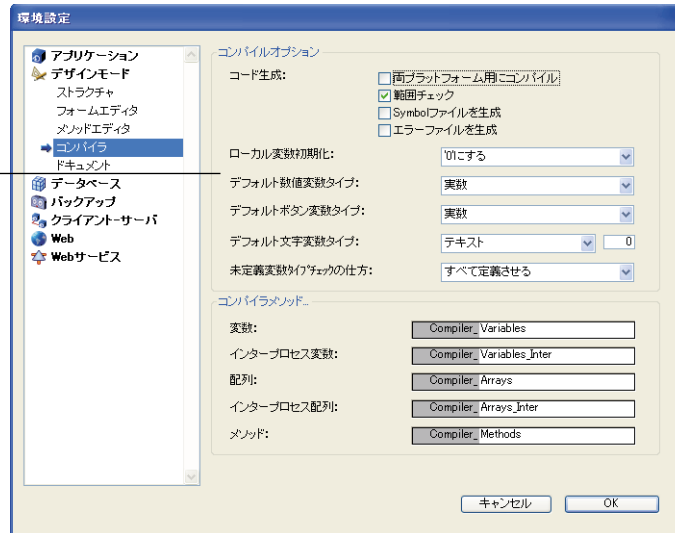 環境設定
アプリケーション
デザインモード
ストラクチャ
フォームエディタ
メソッドエディタ
コンパイラ
ドキュメント
データベース
バックアップ
クライアント-サーバ
Web
Webサービス
コンパイルオプション
コード生成:
両プラットフォーム用にコンパイル
範囲チェック
Symbolファイルを生成
エラーファイルを生成
ローカル変数初期化: '0'にする
デフォルト数値変数タイプ: 実数
デフォルトボタン変数タイプ: 実数
デフォルト文字変数タイプ: テキスト 0
未定義変数タイプチェックの仕方: すべて定義させる
コンパイラメソッド...
変数: Compiler_Variables
インタープロセス変数: Compiler_Variables_Inter
配列: Compiler_Arrays
インタープロセス配列: Compiler_Arrays_Inter
メソッド: Compiler_Methods
キャンセル OK